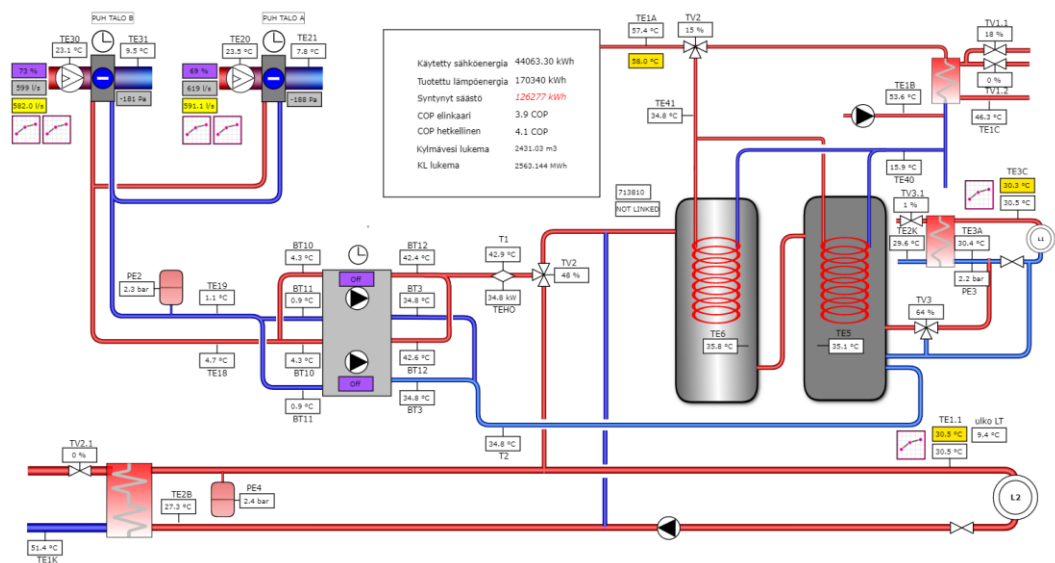 PUH TALO B
PUH TALO A
TE30
23.1 °C
TE31
9.5 °C
TE20
23.5 °C
TE21
7.8 °C
73 %
599 l/s
582.0 l/s
-181 Pa
69 %
619 l/s
591.1 l/s
-188 Pa
Käytetty sähköenergia 44063.30 kWh
Tuotettu lämpöenergia 170340 kWh
Syntynyt säästö 126277 kWh
COP elinkaari 3.9 COP
COP hetkellinen 4.1 COP
Kylmävesi lukema 2431.03 m3
KL lukema 2563.144 MWh
TE1A
57.4 °C
58.0 °C
TV2
15 %
TV1.1
18 %
0 %
TV1.2
TE1B
53.6 °C
46.3 °C
TE1C
TE41
34.8 °C
15.9 °C
TE40
713810
NOT LINKED
TE3C
30.3 °C
30.5 °C
TV3.1
1 %
TE2K
29.6 °C
TE3A
30.4 °C
L1
2.2 bar
PE3
TV3
64 %
TE6
35.8 °C
TE5
35.1 °C
PE2
2.3 bar
TE19
1.1 °C
4.7 °C
TE18
BT10
4.3 °C
BT11
0.9 °C
4.3 °C
BT10
0.9 °C
BT11
Off
Off
BT12
42.4 °C
BT3
34.8 °C
42.6 °C
BT12
34.8 °C
BT3
T1
42.9 °C
34.8 kW
TEHO
TV2
48 %
34.8 °C
T2
TE1.1
30.5 °C
30.5 °C
ulko LT
9.4 °C
TV2.1
0 %
PE4
2.4 bar
TE2B
27.3 °C
51.4 °C
TE1K
L2